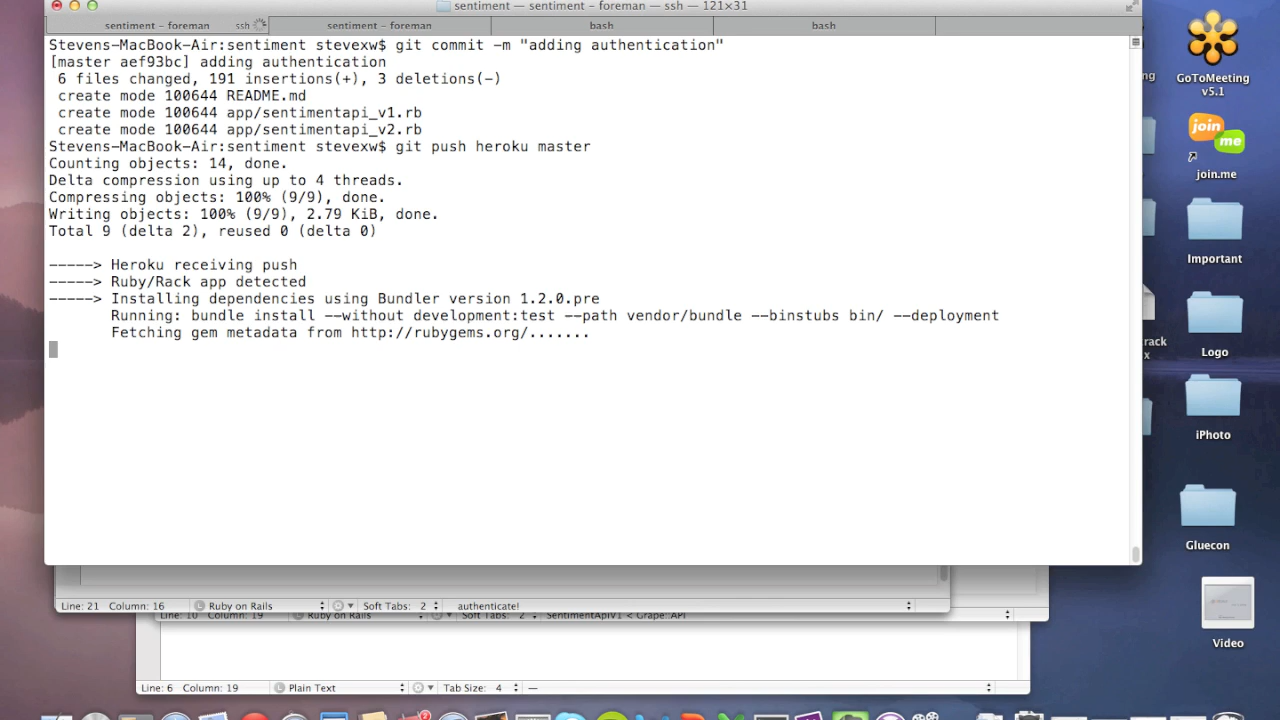 sentiment — sentiment – foreman — ssh — 121×31
sentiment – foreman ssh
sentiment – foreman
bash
bash
Stevens-MacBook-Air:sentiment stevexw$ git commit -m "adding authentication"
[master aef93bc] adding authentication
6 files changed, 191 insertions(+), 3 deletions(-)
create mode 100644 README.md
create mode 100644 app/sentimentapi_v1.rb
create mode 100644 app/sentimentapi_v2.rb
Stevens-MacBook-Air:sentiment stevexw$ git push heroku master
Counting objects: 14, done.
Delta compression using up to 4 threads.
Compressing objects: 100% (9/9), done.
Writing objects: 100% (9/9), 2.79 KiB, done.
Total 9 (delta 2), reused 0 (delta 0)
-----> Heroku receiving push
-----> Ruby/Rack app detected
-----> Installing dependencies using Bundler version 1.2.0.pre
Running: bundle install --without development:test --path vendor/bundle --binstubs bin/ --deployment
Fetching gem metadata from http://rubygems.org/.......
Line: 21 Column: 16
Ruby on Rails
Soft Tabs: 2
authenticate!
Line: 10 Column: 19
Ruby on Rails
Soft Tabs: 2
SentimentApiV1 < Grape::API
Line: 6 Column: 19
Plain Text
Tab Size: 4
—
GoToMeeting
v5.1
join
me
join.me
Important
Logo
iPhoto
Gluecon
Video
ng
rack
x